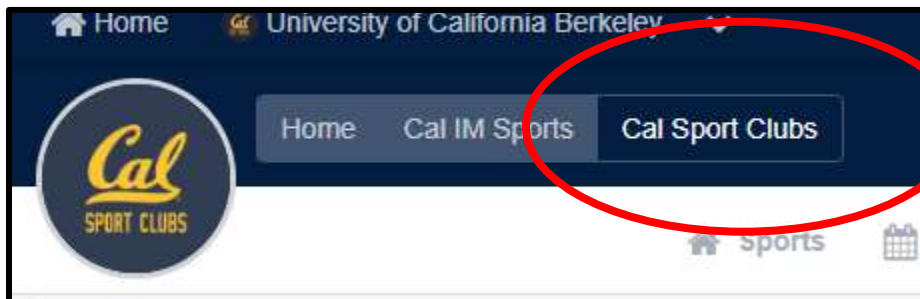 Home University of California Berkeley
Home Cal IM Sports Cal Sport Clubs
Cal
SPORT CLUBS
Sports